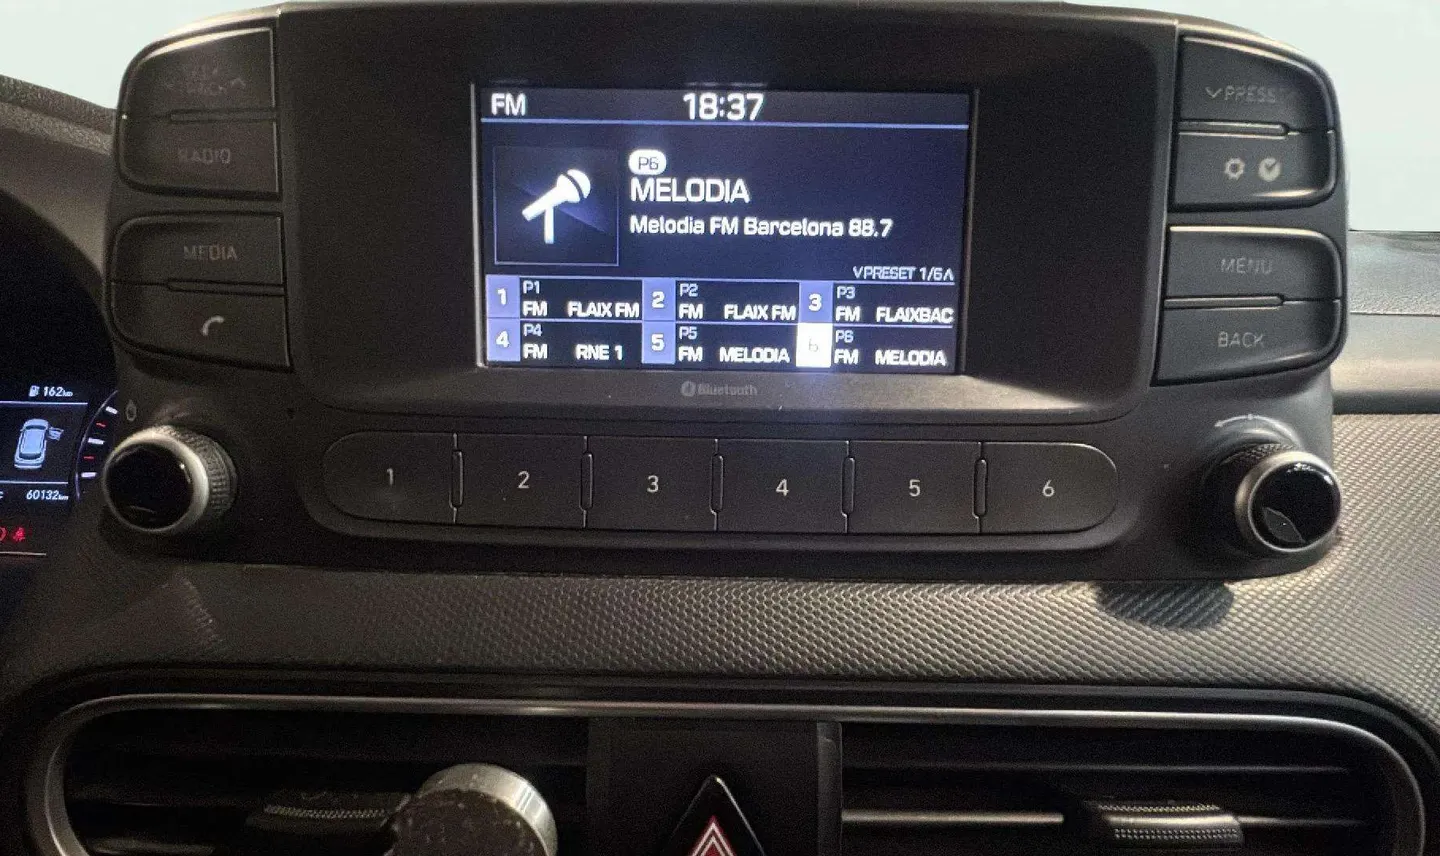 FM 18:37
P6
MELODIA
Melodia FM Barcelona 88.7
∨PRESET 1/6∧
1 P1 FM FLAIX FM
2 P2 FM FLAIX FM
3 P3 FM FLAIXBAC
4 P4 FM RNE 1
5 P5 FM MELODIA
6 P6 FM MELODIA
Bluetooth
RADIO
MEDIA
MENU
BACK
1 2 3 4 5 6
162km
60132km